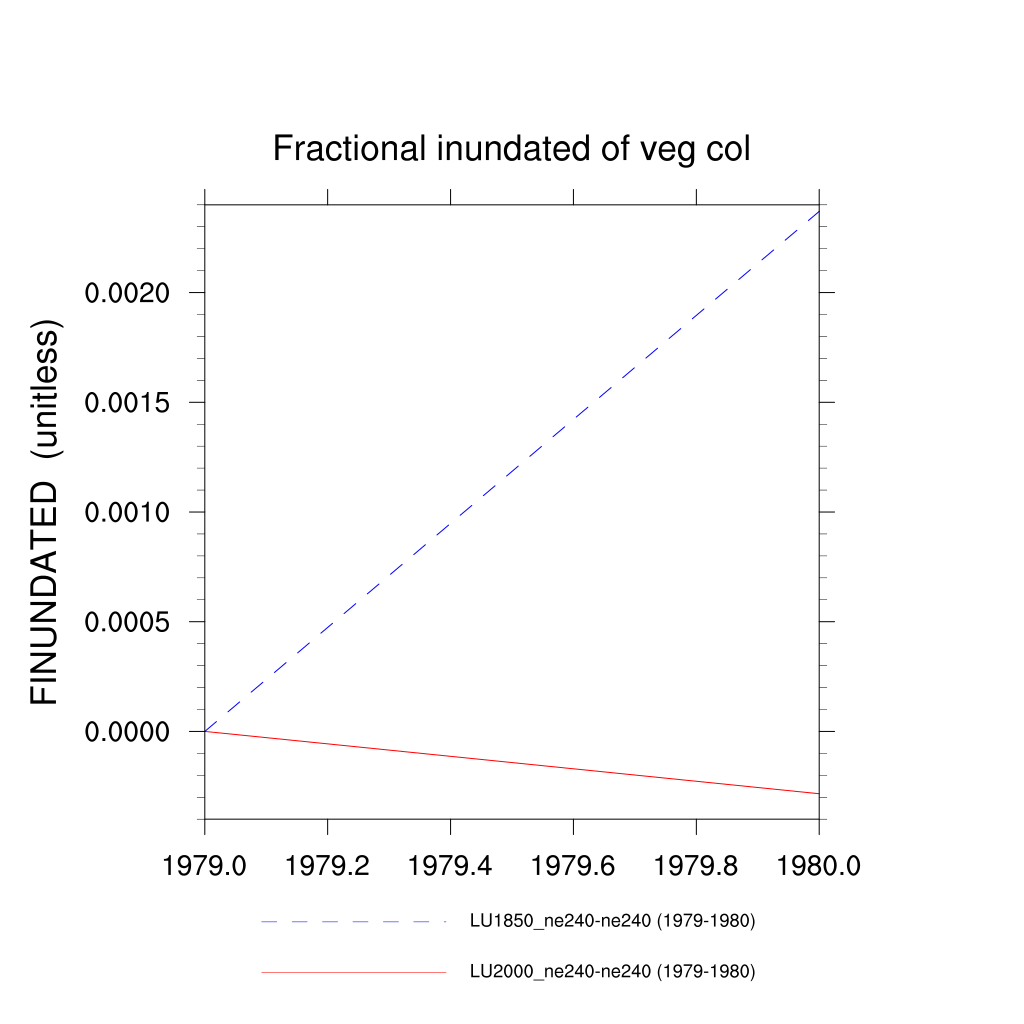 Fractional inundated of veg col
FINUNDATED (unitless)
0.0020
0.0015
0.0010
0.0005
0.0000
1979.0 1979.2 1979.4 1979.6 1979.8 1980.0
LU1850_ne240-ne240 (1979-1980)
LU2000_ne240-ne240 (1979-1980)